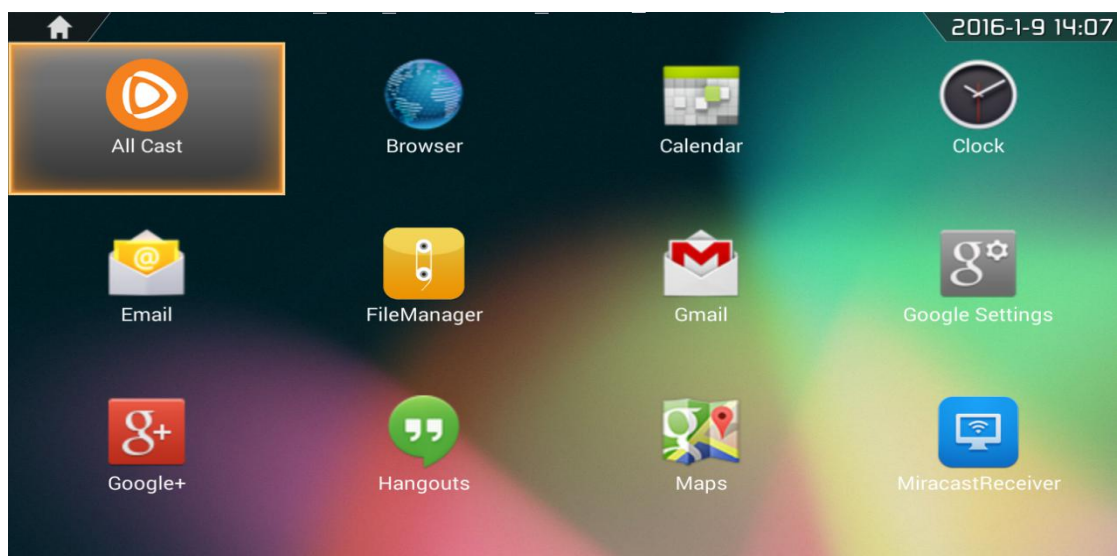 2016-1-9 14:07
All Cast
Browser
Calendar
Clock
Email
FileManager
Gmail
Google Settings
Google+
Hangouts
Maps
MiracastReceiver